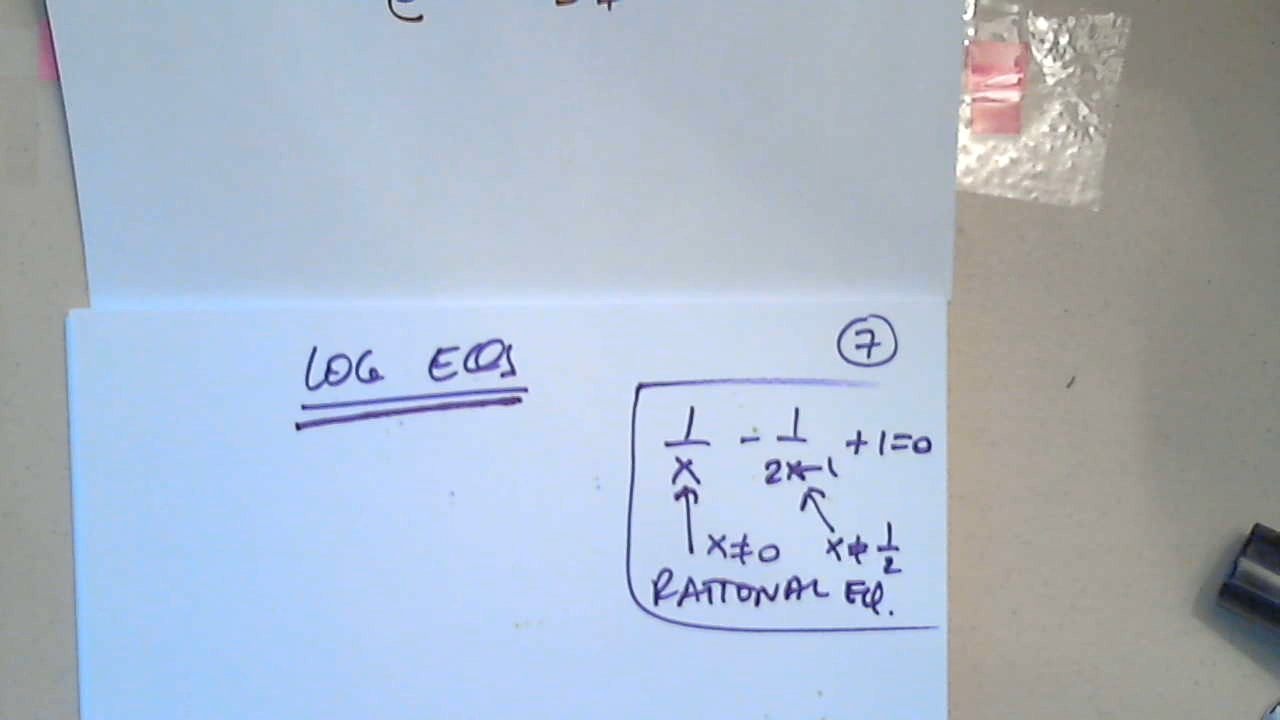 LOG EQS
7
1/x - 1/2x-1 + 1=0
x≠0 x≠1/2
RATIONAL EQ.